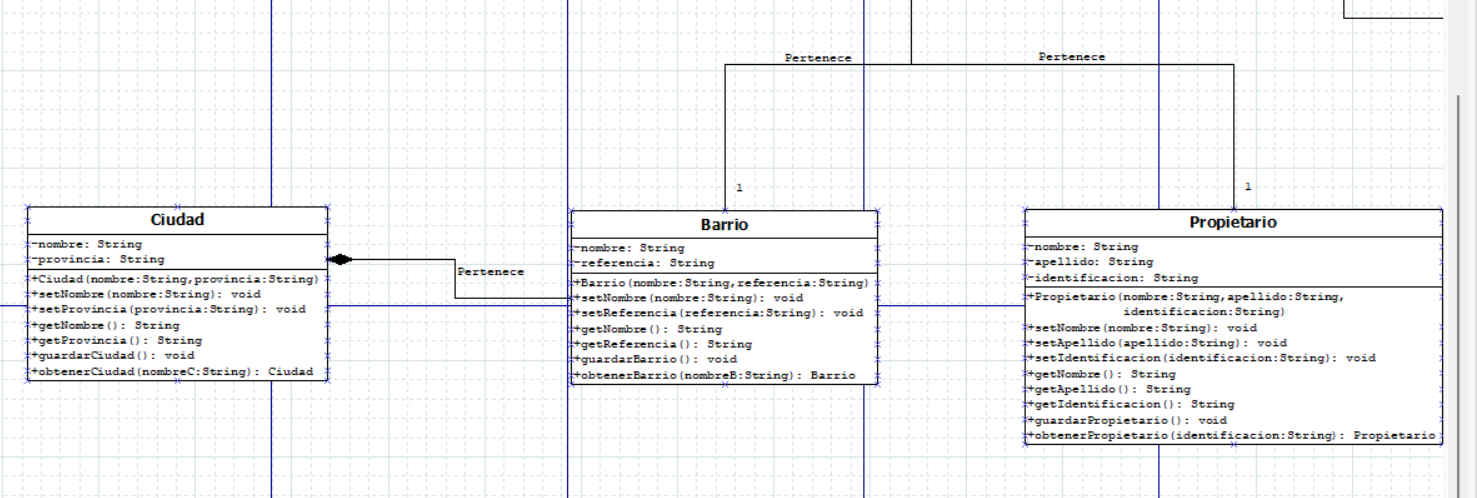 Pertenece
Pertenece
1
1
Ciudad
-nombre: String
-provincia: String
+Ciudad(nombre:String,provincia:String)
+setNombre(nombre:String): void
+setProvincia(provincia:String): void
+getNombre(): String
+getProvincia(): String
+guardarCiudad(): void
+obtenerCiudad(nombreC:String): Ciudad
Pertenece
Barrio
-nombre: String
-referencia: String
+Barrio(nombre:String,referencia:String)
+setNombre(nombre:String): void
+setReferencia(referencia:String): void
+getNombre(): String
+getReferencia(): String
+guardarBarrio(): void
+obtenerBarrio(nombreB:String): Barrio
Propietario
-nombre: String
-apellido: String
-identificacion: String
+Propietario(nombre:String,apellido:String,
identificacion:String)
+setNombre(nombre:String): void
+setApellido(apellido:String): void
+setIdentificacion(identificacion:String): void
+getNombre(): String
+getApellido(): String
+getIdentificacion(): String
+guardarPropietario(): void
+obtenerPropietario(identificacion:String): Propietario